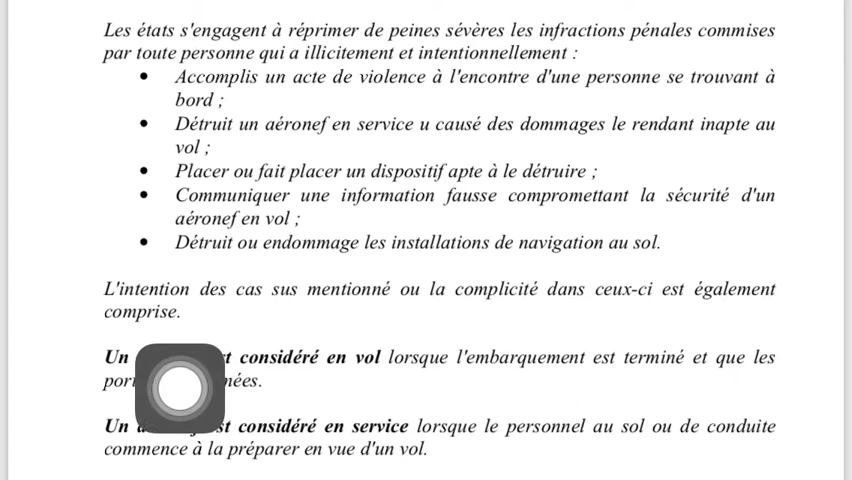 Les états s'engagent à réprimer de peines sévères les infractions pénales commises
par toute personne qui a illicitement et intentionnellement :
• Accomplis un acte de violence à l'encontre d'une personne se trouvant à
bord ;
• Détruit un aéronef en service u causé des dommages le rendant inapte au
vol ;
• Placer ou fait placer un dispositif apte à le détruire ;
• Communiquer une information fausse compromettant la sécurité d'un
aéronef en vol ;
• Détruit ou endommage les installations de navigation au sol.
L'intention des cas sus mentionné ou la complicité dans ceux-ci est également
comprise.
Un considéré en vol lorsque l'embarquement est terminé et que les
Un considéré en service lorsque le personnel au sol ou de conduite
commence à la préparer en vue d'un vol.